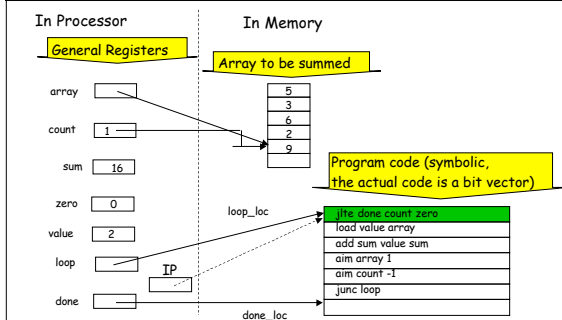 In Processor
In Memory
General Registers
Array to be summed
array
count 1
sum 16
zero 0
value 2
loop
IP
done
5
3
6
2
9
Program code (symbolic,
the actual code is a bit vector)
loop_loc
jlte done count zero
load value array
add sum value sum
aim array 1
aim count -1
junc loop
done_loc